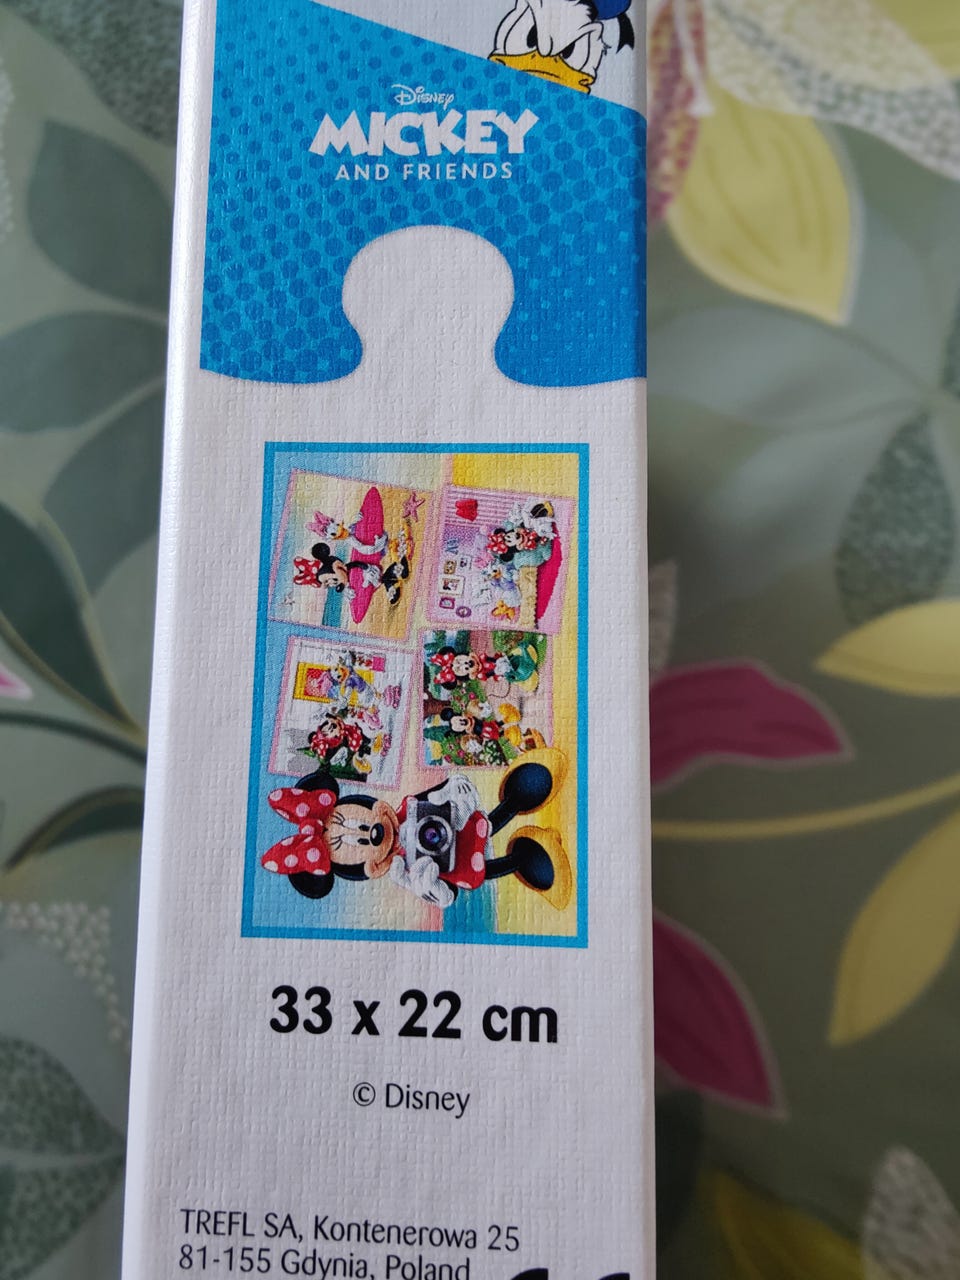 Disney
MICKEY
AND FRIENDS
33 x 22 cm
© Disney
TREFL SA, Kontenerowa 25
81-155 Gdynia, Poland